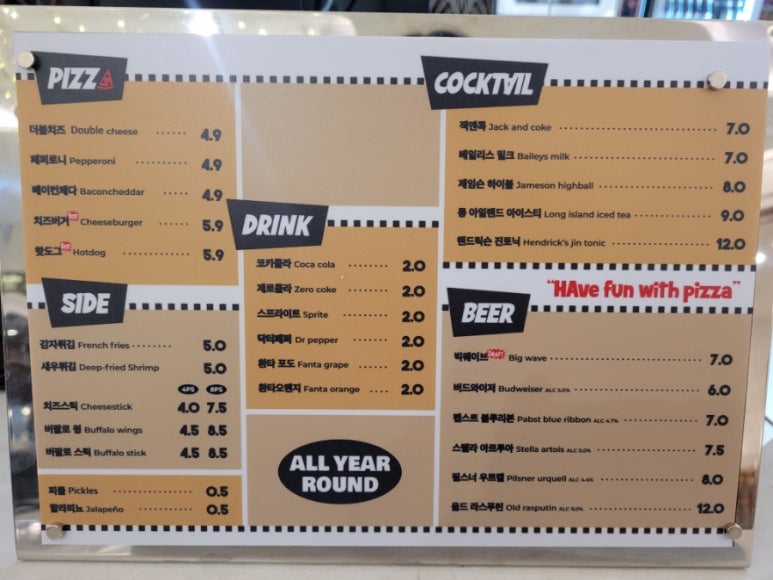 PIZZA
더블치즈 Double cheese ...... 4.9
페퍼로니 Pepperoni ..... 4.9
베이컨체다 Baconcheddar ..... 4.9
치즈버거 Best Cheeseburger ..... 5.9
핫도그 Best Hotdog ..... 5.9
SIDE
감자튀김 French fries ........ 5.0
새우튀김 Deep-fried Shrimp 5.0
4PS 8PS
치즈스틱 Cheesestick 4.0 7.5
버팔로 윙 Buffalo wings 4.5 8.5
버팔로 스틱 Buffalo stick 4.5 8.5
피클 Pickles ............ 0.5
할라피뇨 Jalapeño ............ 0.5
DRINK
코카콜라 Coca cola ........ 2.0
제로콜라 Zero coke ........ 2.0
스프라이트 Sprite ........ 2.0
닥터페퍼 Dr pepper ........ 2.0
환타 포도 Fanta grape ..... 2.0
환타오렌지 Fanta orange .... 2.0
ALL YEAR
ROUND
COCKTAIL
잭앤콕 Jack and coke ........ 7.0
베일리스 밀크 Baileys milk ........ 7.0
제임슨 하이볼 Jameson highball ........ 8.0
롱 아일랜드 아이스티 Long island iced tea ........ 9.0
핸드릭슨 진토닉 Hendrick's jin tonic ........ 12.0
"HAve fun with pizza"
BEER
빅웨이브 DRAFT Big wave ........ 7.0
버드와이저 Budweiser ALC 5.0% ........ 6.0
팹스트 블루리본 Pabst blue ribbon ALC 4.7% ........ 7.0
스텔라 아르투아 Stella artois ALC 5.0% ........ 7.5
필스너 우르켈 Pilsner urquell ALC 4.4% ........ 8.0
올드 라스푸틴 Old rasputin ALC 9.0% ........ 12.0